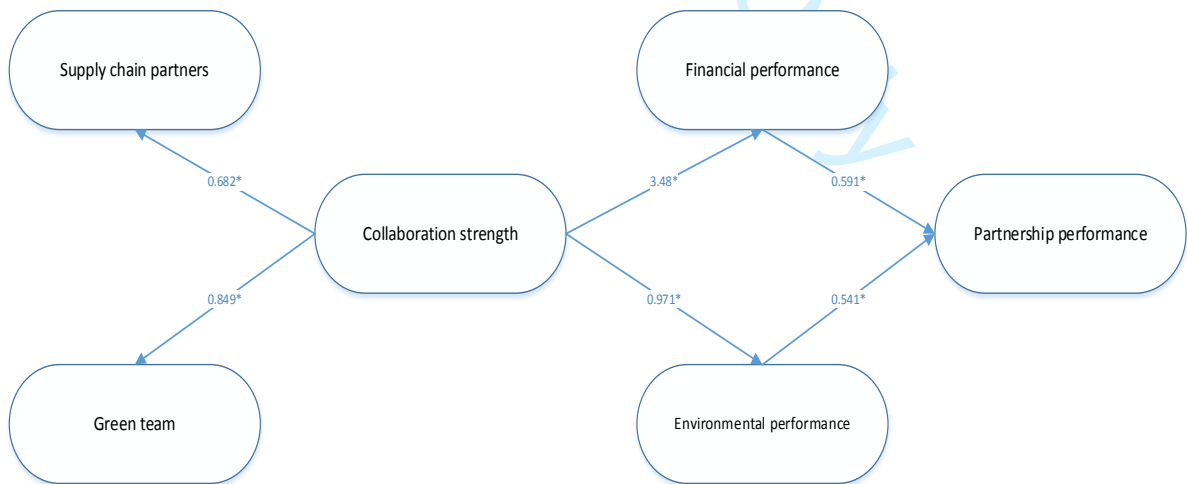 Supply chain partners
Financial performance
0.682*
3.48*
0.591*
Collaboration strength
Partnership performance
0.849*
0.971*
0.541*
Green team
Environmental performance